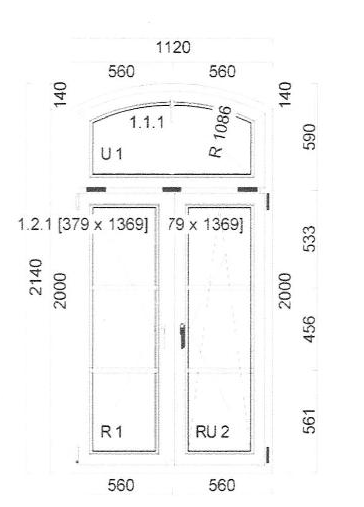 1120
560 560
140 140
1.1.1
R 1086
U 1
590
1.2.1 [379 x 1369] 79 x 1369]
533
2140
2000 2000
456
R 1 RU 2
561
560 560